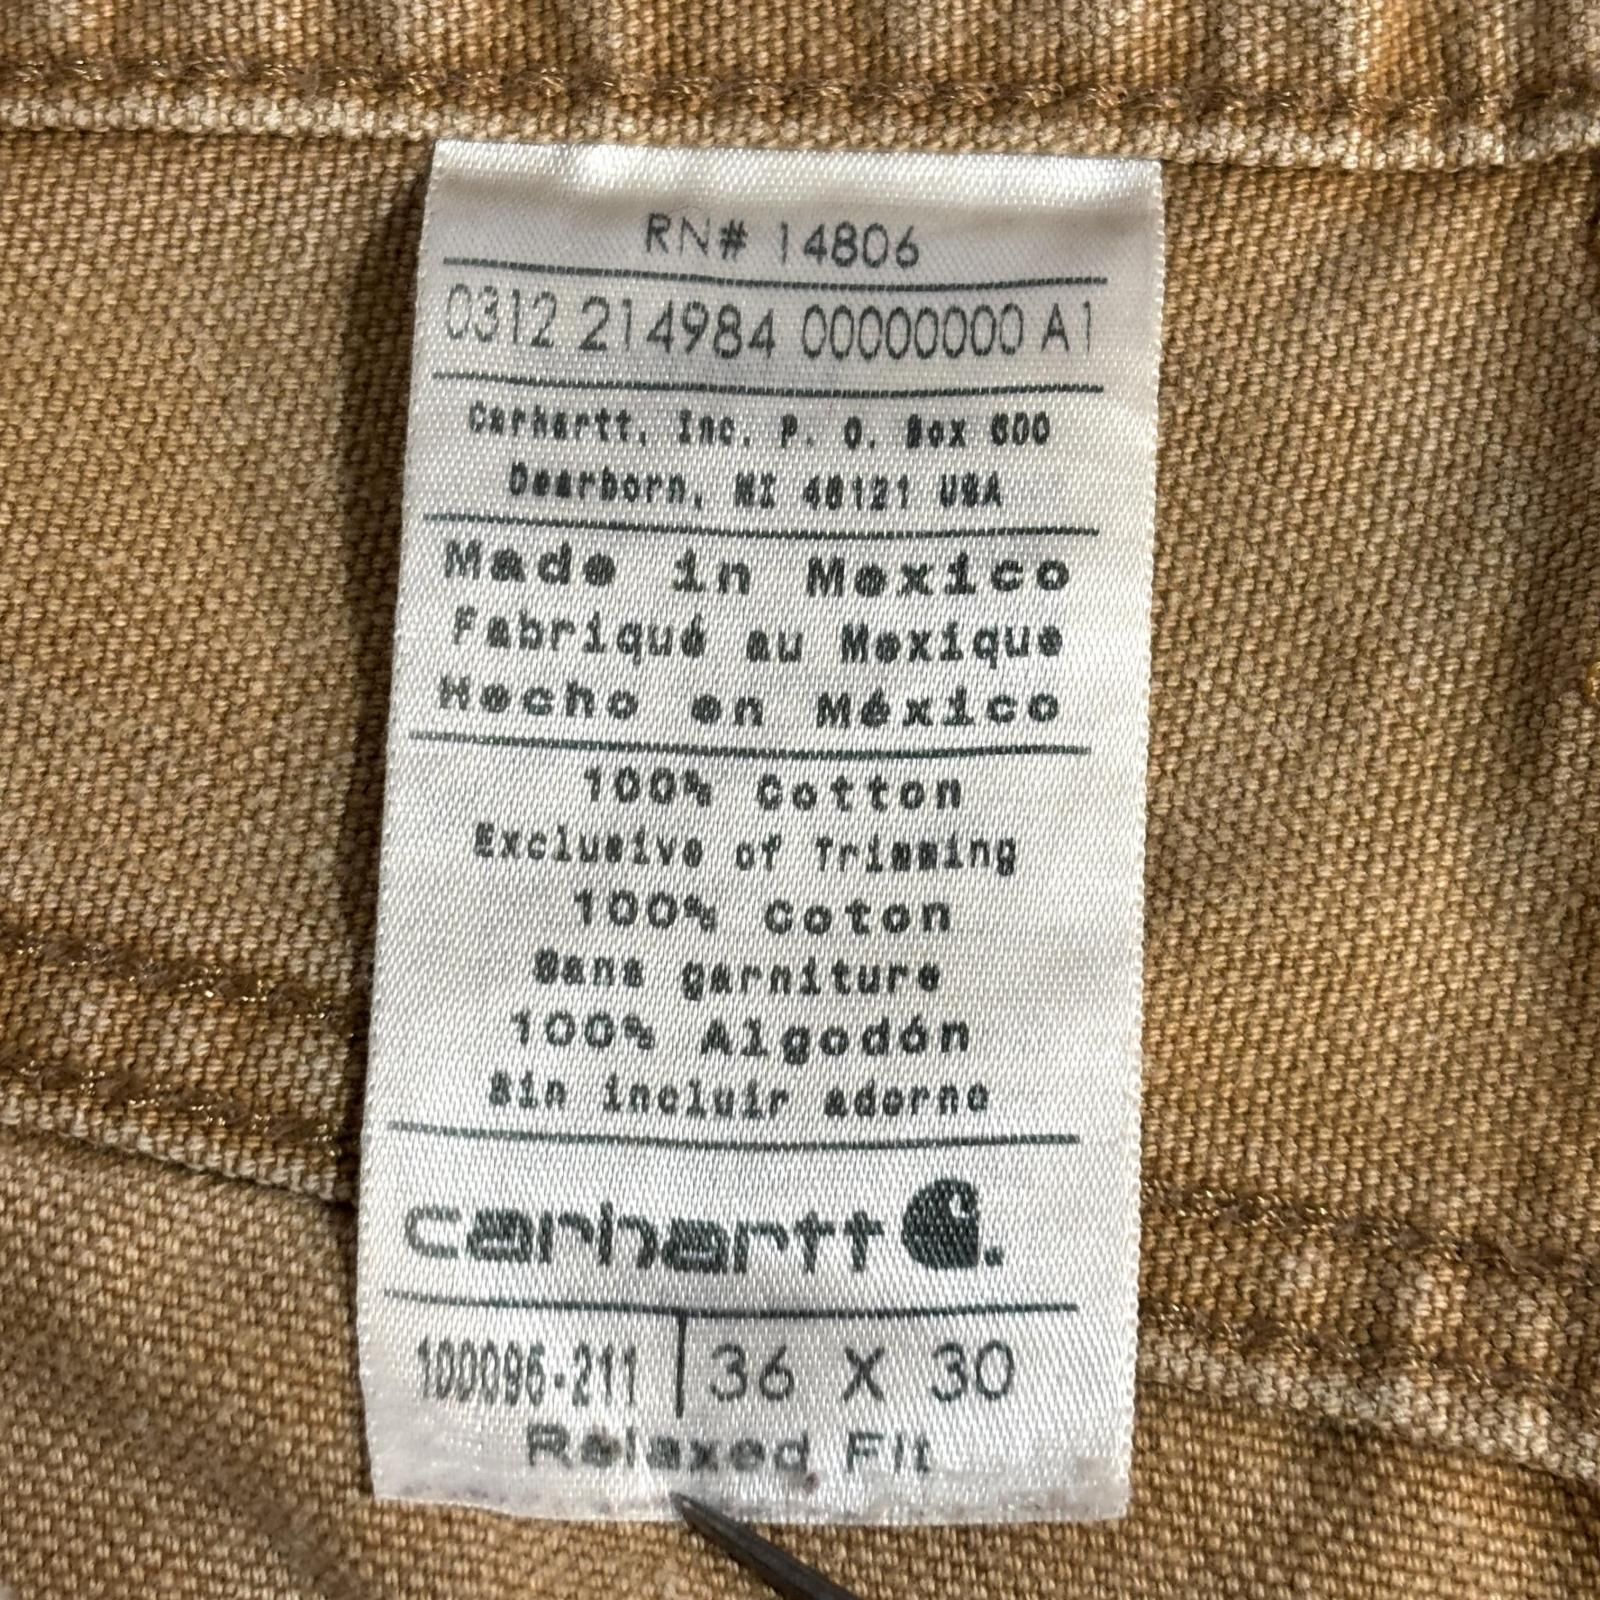 RN# 14806
0312 214984 00000000 A1
Carhartt, Inc. P. O. Box 600
Dearborn, MI 48121 USA
Made in Mexico
Fabriqué au Mexique
Hecho en México
100% Cotton
Exclusive of Trimming
100% Coton
Sans garniture
100% Algodón
Sin incluir adorno
carhartt
100096-211 36 X 30
Relaxed Fit